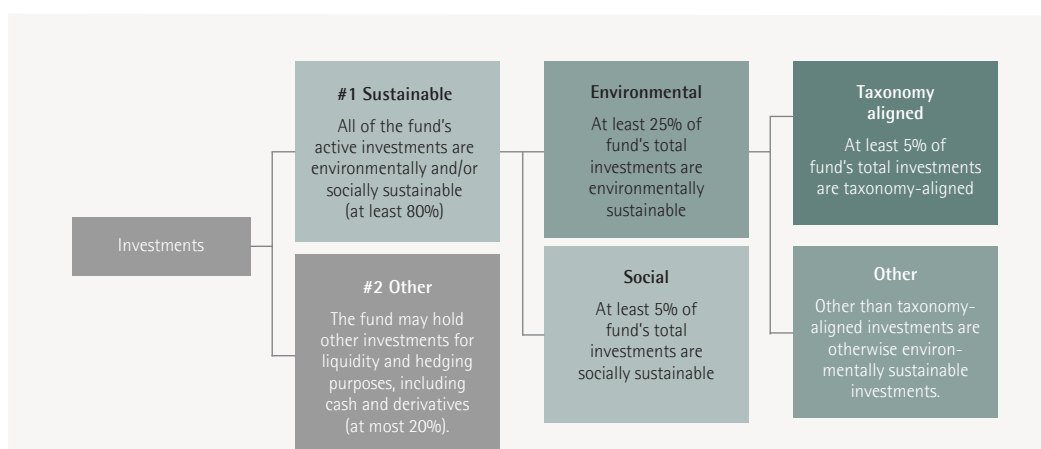 Investments
#1 Sustainable
All of the fund's
active investments are
environmentally and/or
socially sustainable
(at least 80%)
#2 Other
The fund may hold
other investments for
liquidity and hedging
purposes, including
cash and derivatives
(at most 20%).
Environmental
At least 25% of
fund's total
investments are
environmentally
sustainable
Social
At least 5% of
fund's total
investments are
socially sustainable
Taxonomy
aligned
At least 5% of
fund's total investments
are taxonomy-aligned
Other
Other than taxonomy-
aligned investments are
otherwise environ-
mentally sustainable
investments.